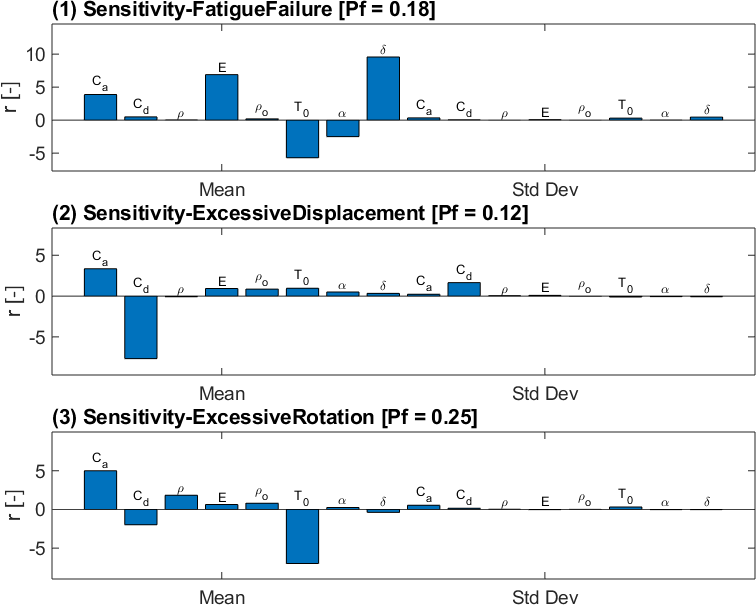 (1) Sensitivity-FatigueFailure [Pf = 0.18]
r [-]
10
5
0
-5
Ca Cd ρ E ρo T0 α δ Ca Cd ρ E ρo T0 α δ
Mean Std Dev
(2) Sensitivity-ExcessiveDisplacement [Pf = 0.12]
r [-]
5
0
-5
Ca Cd ρ E ρo T0 α δ Ca Cd ρ E ρo T0 α δ
Mean Std Dev
(3) Sensitivity-ExcessiveRotation [Pf = 0.25]
r [-]
5
0
-5
Ca Cd ρ E ρo T0 α δ Ca Cd ρ E ρo T0 α δ
Mean Std Dev